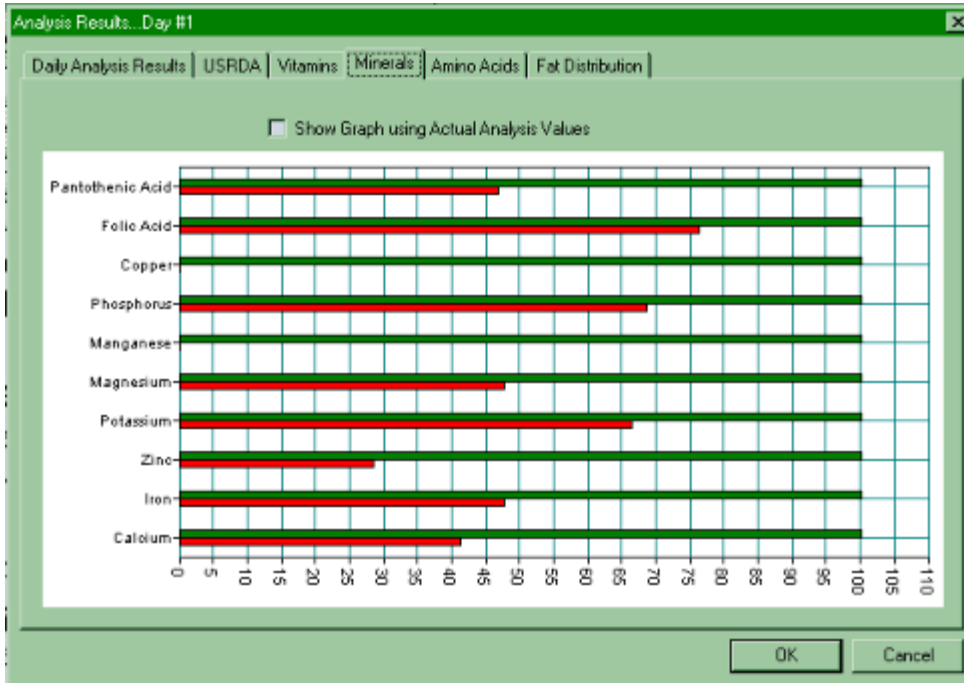 Analysis Results...Day #1
Daily Analysis Results USRDA Vitamins Minerals Amino Acids Fat Distribution
Show Graph using Actual Analysis Values
Pantothenic Acid
Folic Acid
Copper
Phosphorus
Manganese
Magnesium
Potassium
Zinc
Iron
Calcium
0 5 10 15 20 25 30 35 40 45 50 55 60 65 70 75 80 85 90 95 100 105 110
OK Cancel